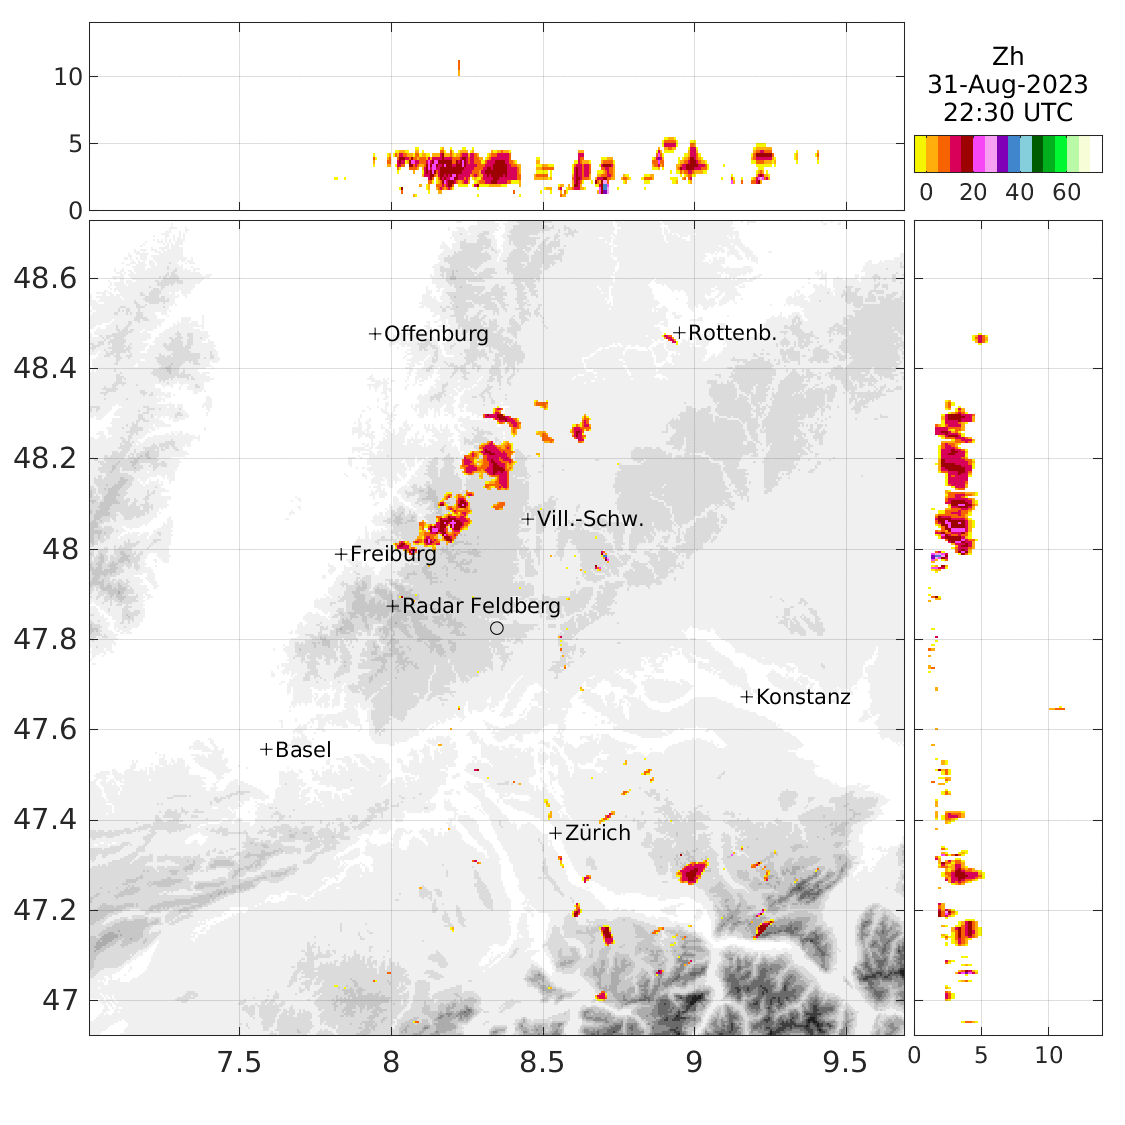 10
5
0
Zh
31-Aug-2023
22:30 UTC
0 20 40 60
48.6
48.4
48.2
48
47.8
47.6
47.4
47.2
47
Offenburg
Rottenb.
Vill.-Schw.
Freiburg
Radar Feldberg
Konstanz
Basel
Zürich
7.5 8 8.5 9 9.5
0 5 10